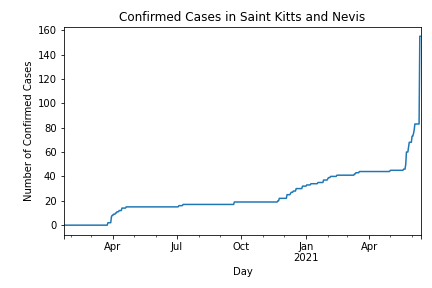 Confirmed Cases in Saint Kitts and Nevis
160
140
120
100
80
60
40
20
0
Number of Confirmed Cases
Apr
Jul
Oct
Jan
2021
Apr
Day